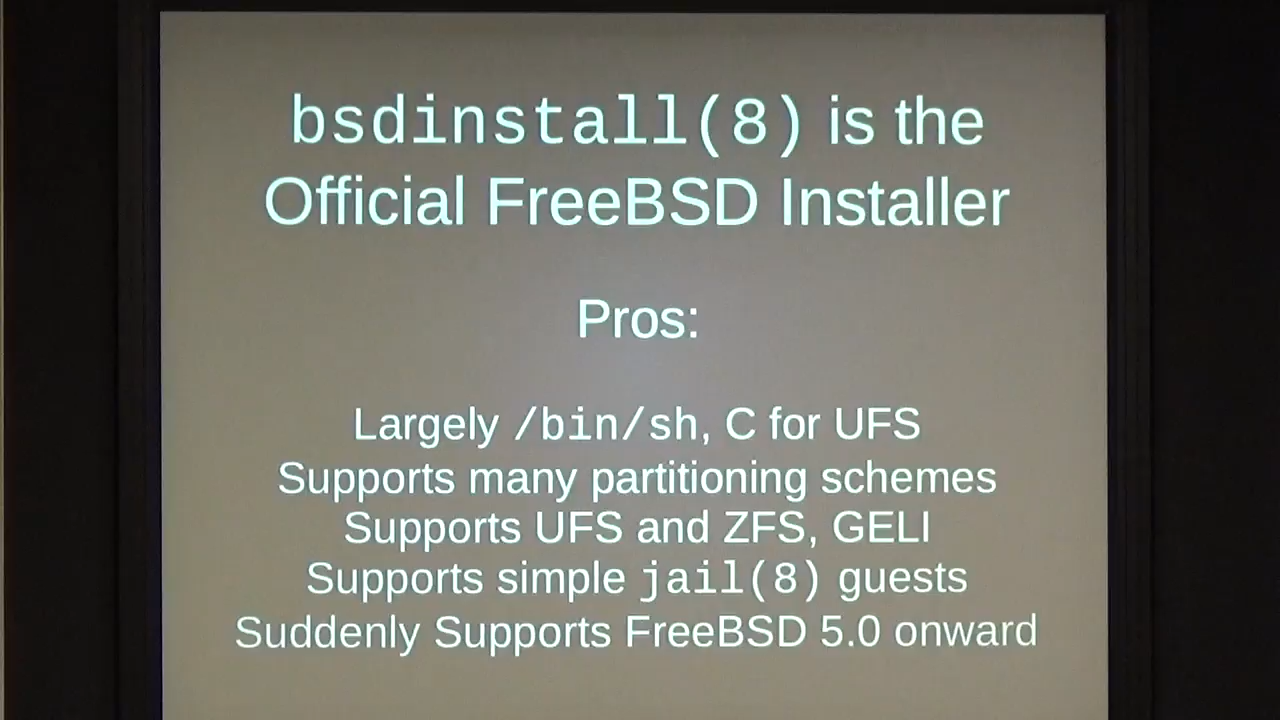 bsdinstall(8) is the
Official FreeBSD Installer
Pros:
Largely /bin/sh, C for UFS
Supports many partitioning schemes
Supports UFS and ZFS, GELI
Supports simple jail(8) guests
Suddenly Supports FreeBSD 5.0 onward